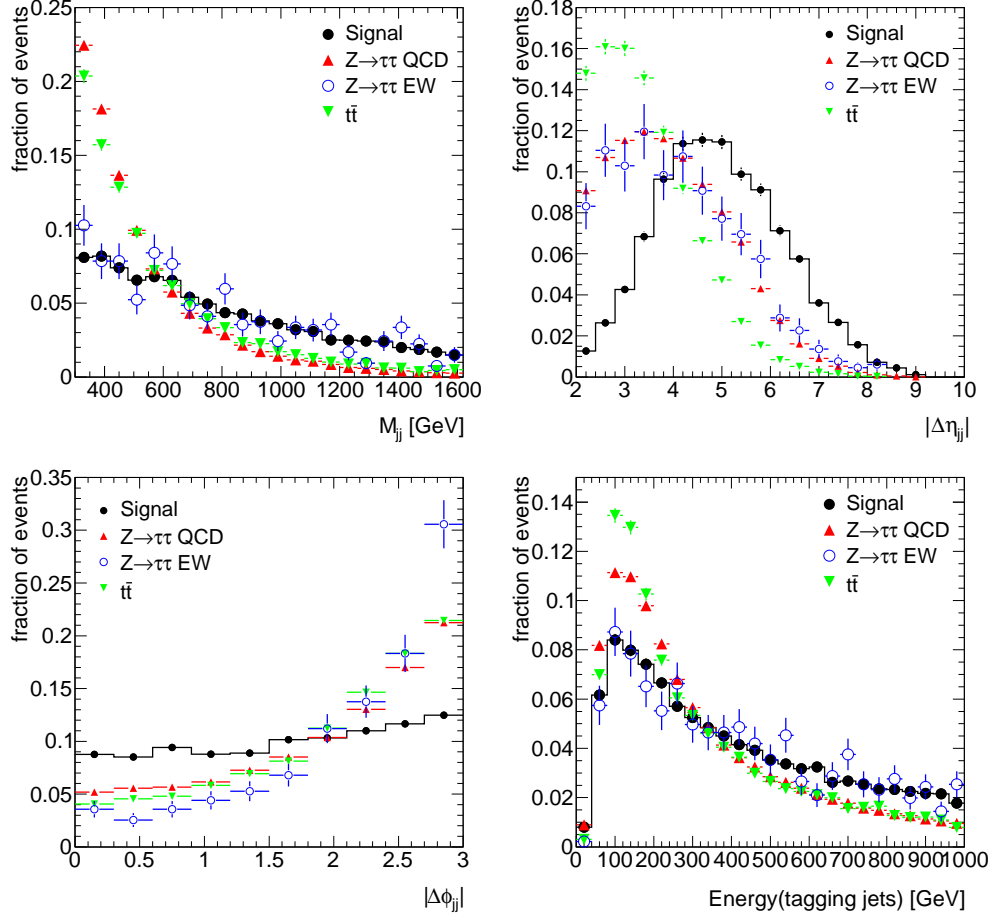 fraction of events
0.25
0.2
0.15
0.1
0.05
0
Signal
Z→ττ QCD
Z→ττ EW
tt̄
400 600 800 1000 1200 1400 1600
M_jj [GeV]
fraction of events
0.18
0.16
0.14
0.12
0.1
0.08
0.06
0.04
0.02
0
Signal
Z→ττ QCD
Z→ττ EW
tt̄
2 3 4 5 6 7 8 9 10
|Δη_jj|
fraction of events
0.35
0.3
0.25
0.2
0.15
0.1
0.05
0
Signal
Z→ττ QCD
Z→ττ EW
tt̄
0 0.5 1 1.5 2 2.5 3
|Δϕ_jj|
fraction of events
0.14
0.12
0.1
0.08
0.06
0.04
0.02
0
Signal
Z→ττ QCD
Z→ττ EW
tt̄
0 100 200 300 400 500 600 700 800 900 1000
Energy(tagging jets) [GeV]